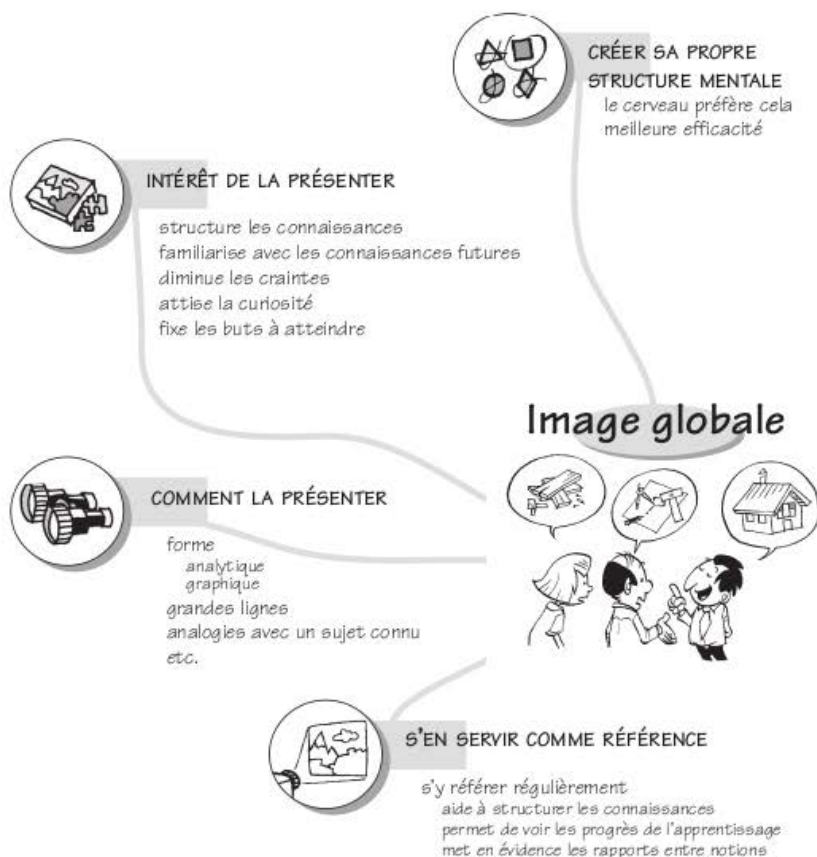 CRÉER SA PROPRE
STRUCTURE MENTALE
le cerveau préfère cela
meilleure efficacité
INTÉRÊT DE LA PRÉSENTER
structure les connaissances
familiarise avec les connaissances futures
diminue les craintes
attise la curiosité
fixe les buts à atteindre
Image globale
COMMENT LA PRÉSENTER
forme
analytique
graphique
grandes lignes
analogies avec un sujet connu
etc.
S'EN SERVIR COMME RÉFÉRENCE
s'y référer régulièrement
aide à structurer les connaissances
permet de voir les progrès de l'apprentissage
met en évidence les rapports entre notions